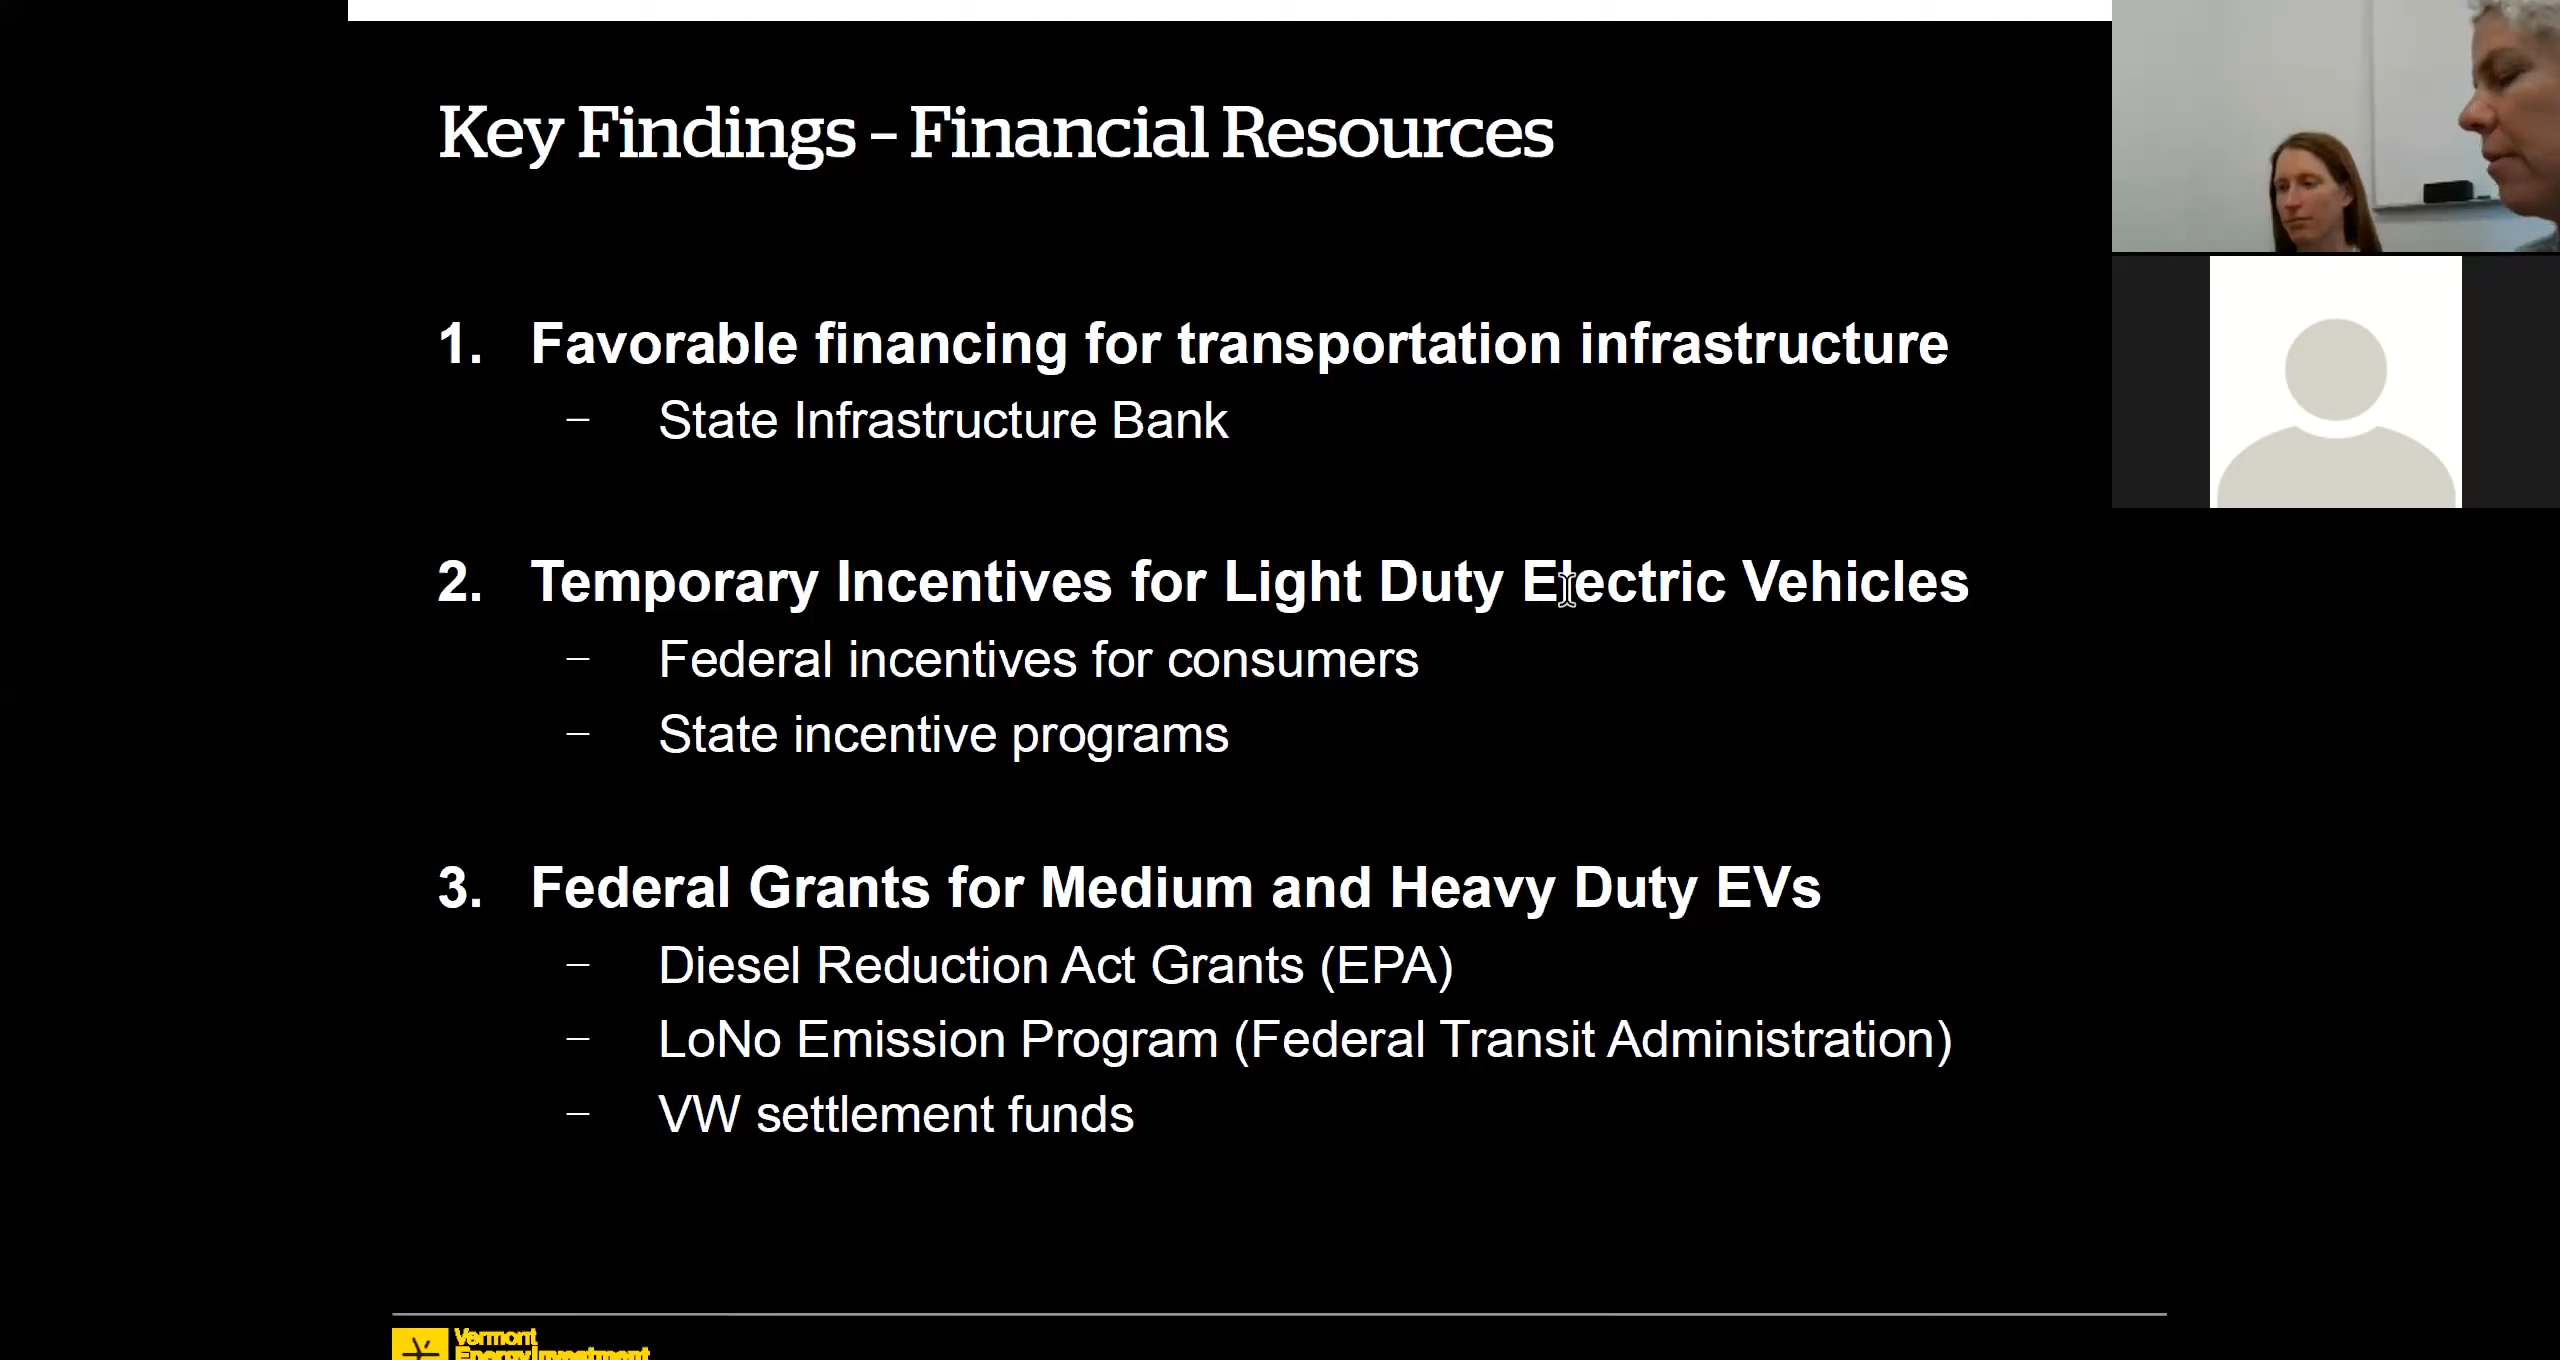 Key Findings – Financial Resources
1. Favorable financing for transportation infrastructure
– State Infrastructure Bank
2. Temporary Incentives for Light Duty Electric Vehicles
– Federal incentives for consumers
– State incentive programs
3. Federal Grants for Medium and Heavy Duty EVs
– Diesel Reduction Act Grants (EPA)
– LoNo Emission Program (Federal Transit Administration)
– VW settlement funds
Vermont
Energy Investment